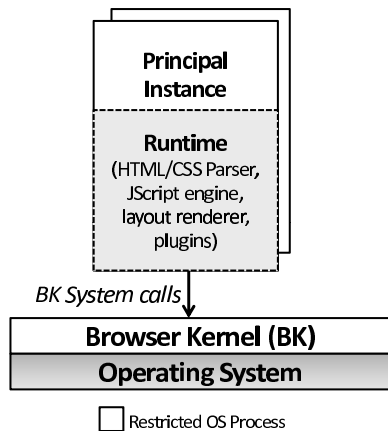 Principal
Instance
Runtime
(HTML/CSS Parser,
JScript engine,
layout renderer,
plugins)
BK System calls
Browser Kernel (BK)
Operating System
Restricted OS Process